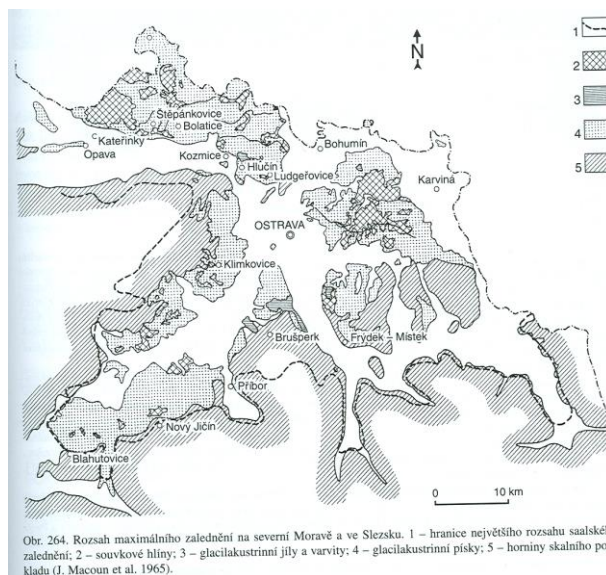 N
1
2
3
4
5
Štěpánkovice
Bolatice
Kateřinky
Opava
Kozmice
Hlučín
Ludgeřovice
Bohumín
Karviná
OSTRAVA
Klimkovice
Brušperk
Frýdek – Místek
Příbor
Nový Jičín
Blahutovice
0 10 km
Obr. 264. Rozsah maximálního zalednění na severní Moravě a ve Slezsku. 1 – hranice největšího rozsahu saalské
zalednění; 2 – souvkové hlíny; 3 – glacilakustrinní jíly a varvity; 4 – glacilakustrinní písky; 5 – horniny skalního po
kladu (J. Macoun et al. 1965).